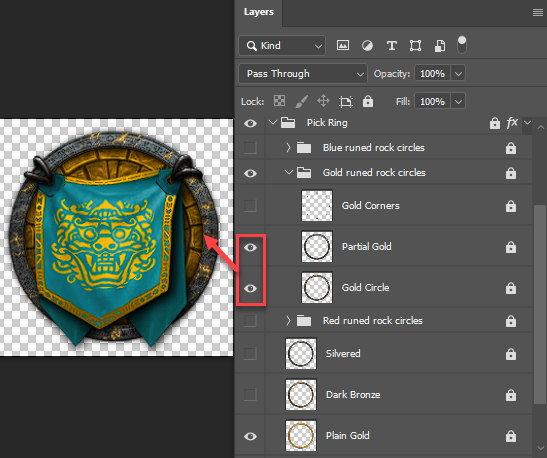 Layers
Kind
Pass Through Opacity: 100%
Lock: Fill: 100%
Pick Ring fx
Blue runed rock circles
Gold runed rock circles
Gold Corners
Partial Gold
Gold Circle
Red runed rock circles
Silvered
Dark Bronze
Plain Gold